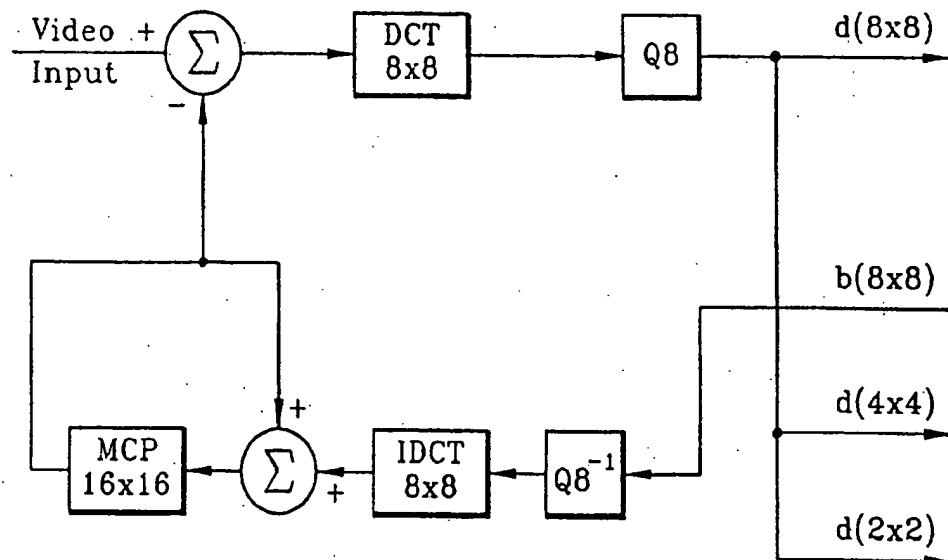 Video +
Input
Σ
-
DCT
8x8
Q8
d(8x8)
b(8x8)
d(4x4)
d(2x2)
MCP
16x16
+
Σ
+
IDCT
8x8
Q8⁻¹